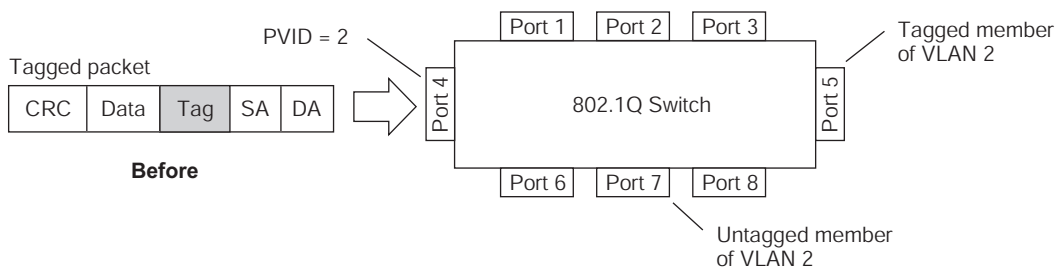 Port 1
Port 2
Port 3
PVID = 2
Tagged member
of VLAN 2
Tagged packet
CRC
Data
Tag
SA
DA
Port 4
802.1Q Switch
Port 5
Before
Port 6
Port 7
Port 8
Untagged member
of VLAN 2